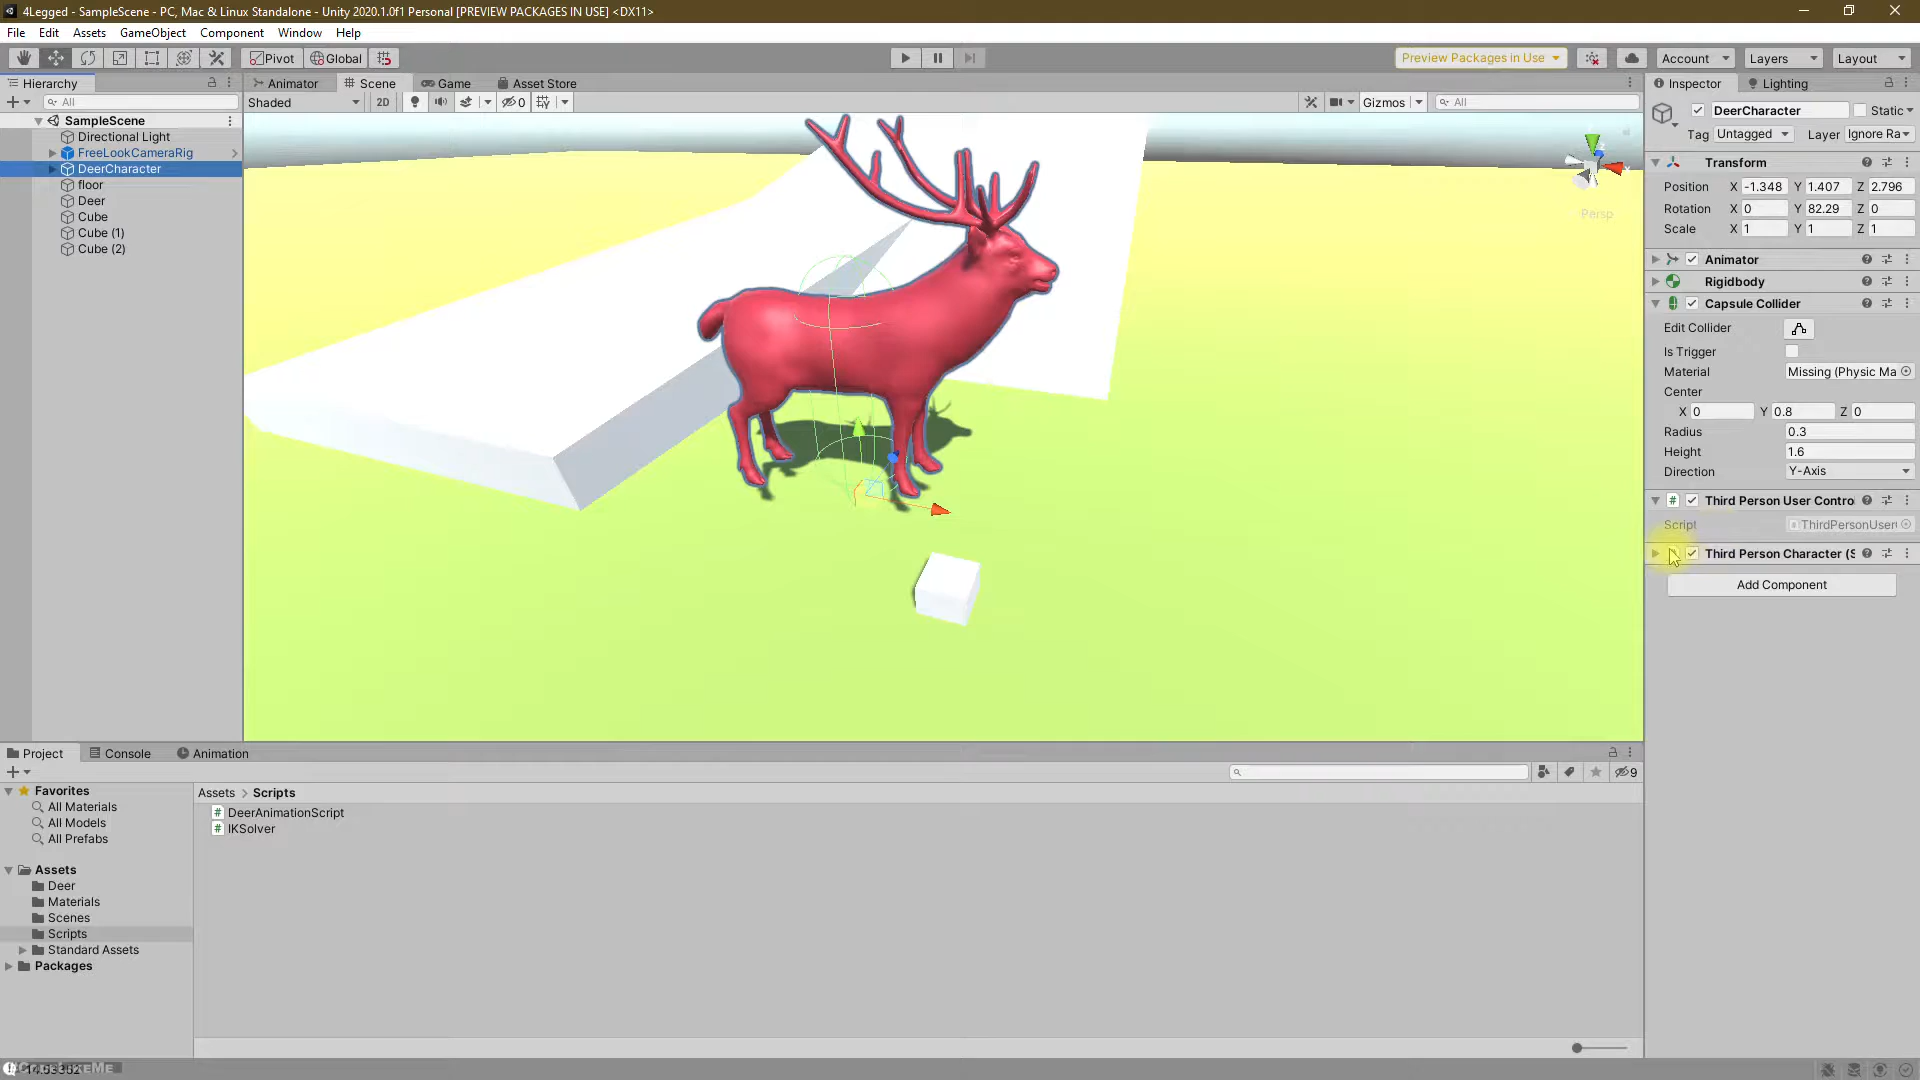 4Legged - SampleScene - PC, Mac & Linux Standalone - Unity 2020.1.0f1 Personal [PREVIEW PACKAGES IN USE] <DX11>
File Edit Assets GameObject Component Window Help
Pivot Global Preview Packages in Use Account Layers Layout
Hierarchy
All
SampleScene
Directional Light
FreeLookCameraRig
DeerCharacter
floor
Deer
Cube
Cube (1)
Cube (2)
Animator Scene Game Asset Store
Shaded 2D 0 Gizmos All
Persp
Inspector Lighting
DeerCharacter Static
Tag Untagged Layer Ignore Ra
Transform
Position X -1.348 Y 1.407 Z 2.796
Rotation X 0 Y 82.29 Z 0
Scale X 1 Y 1 Z 1
Animator
Rigidbody
Capsule Collider
Edit Collider
Is Trigger
Material Missing (Physic Ma
Center
X 0 Y 0.8 Z 0
Radius 0.3
Height 1.6
Direction Y-Axis
# Third Person User Contro
Script ThirdPersonUser
Third Person Character (S
Add Component
Project Console Animation
9
Favorites
All Materials
All Models
All Prefabs
Assets
Deer
Materials
Scenes
Scripts
Standard Assets
Packages
Assets > Scripts
# DeerAnimationScript
# IKSolver